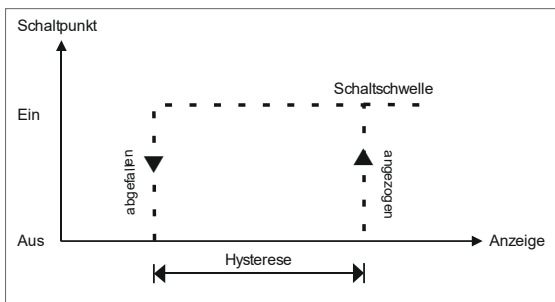 Schaltpunkt
Schaltschwelle
Ein
abgefallen
angezogen
Aus
Anzeige
Hysterese